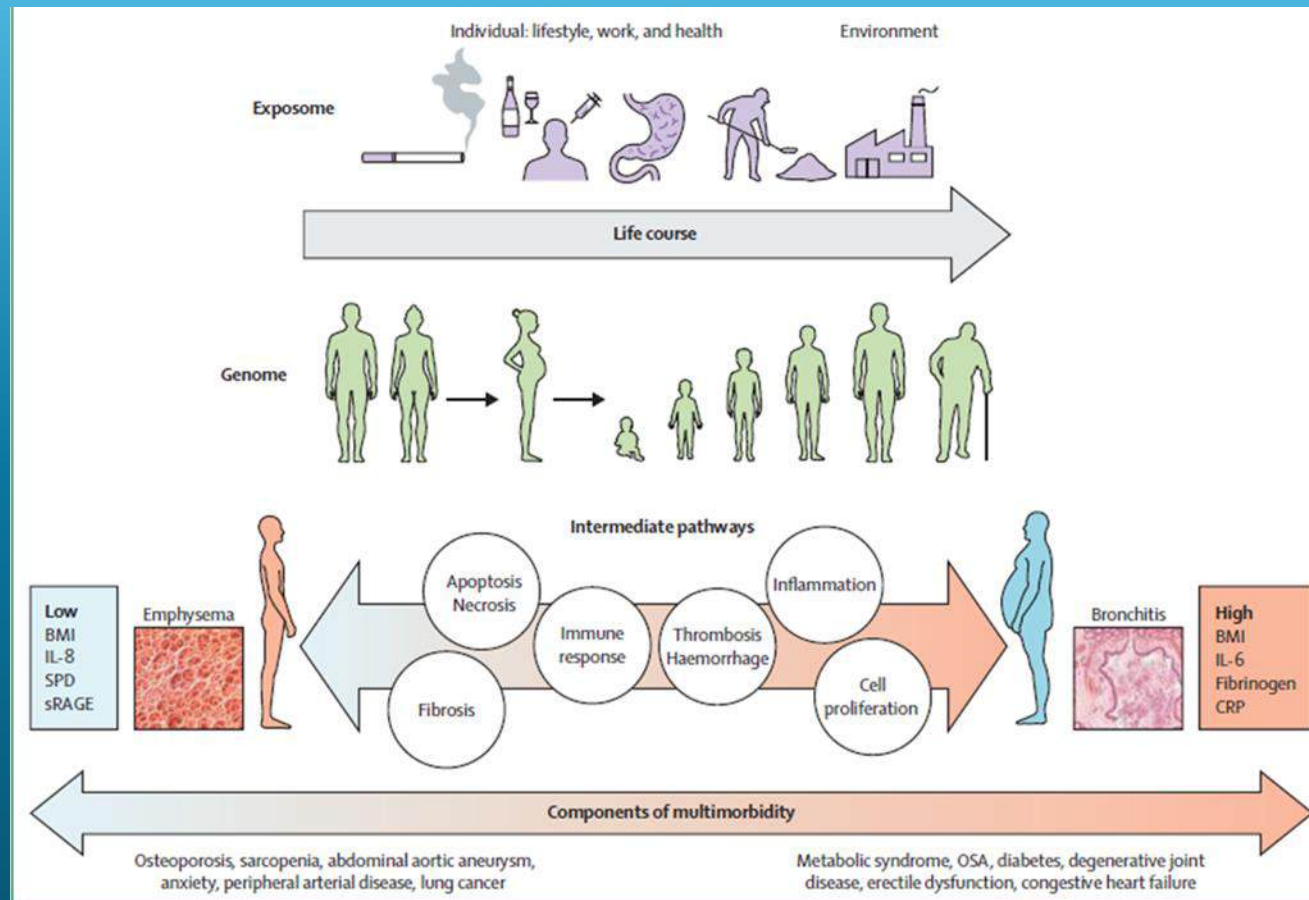 Individual: lifestyle, work, and health
Environment
Exposome
Life course
Genome
Intermediate pathways
Low
BMI
IL-8
SPD
sRAGE
Emphysema
Apoptosis
Necrosis
Fibrosis
Immune
response
Thrombosis
Haemorrhage
Inflammation
Cell
proliferation
Bronchitis
High
BMI
IL-6
Fibrinogen
CRP
Components of multimorbidity
Osteoporosis, sarcopenia, abdominal aortic aneurysm,
anxiety, peripheral arterial disease, lung cancer
Metabolic syndrome, OSA, diabetes, degenerative joint
disease, erectile dysfunction, congestive heart failure